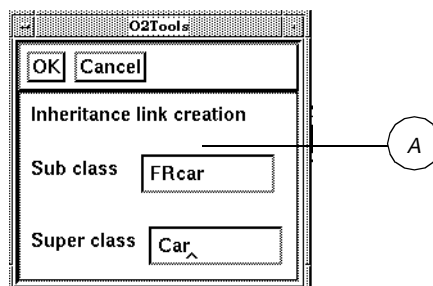 O2Tools
OK Cancel
Inheritance link creation
A
Sub class FRcar
Super class Car